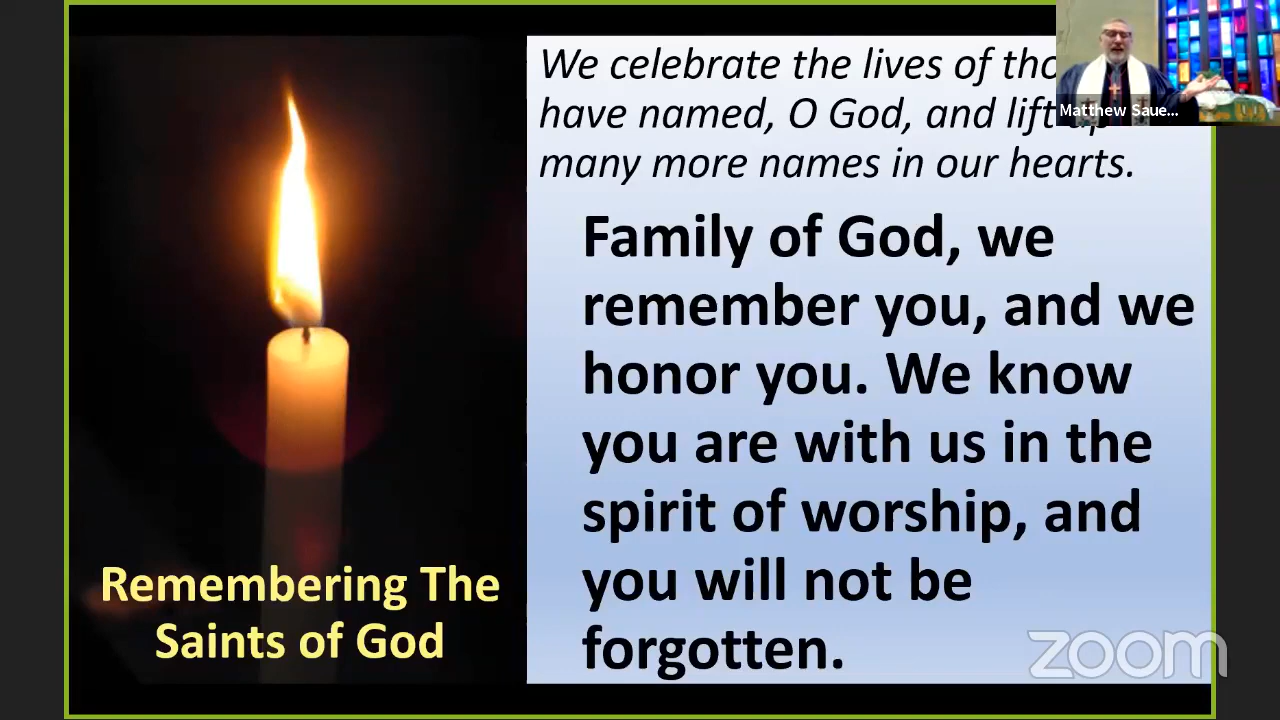 We celebrate the lives of
have named, O God, and lift up
many more names in our hearts.
Family of God, we
remember you, and we
honor you. We know
you are with us in the
spirit of worship, and
you will not be
forgotten.
Remembering The
Saints of God
Matthew Saue...
zoom